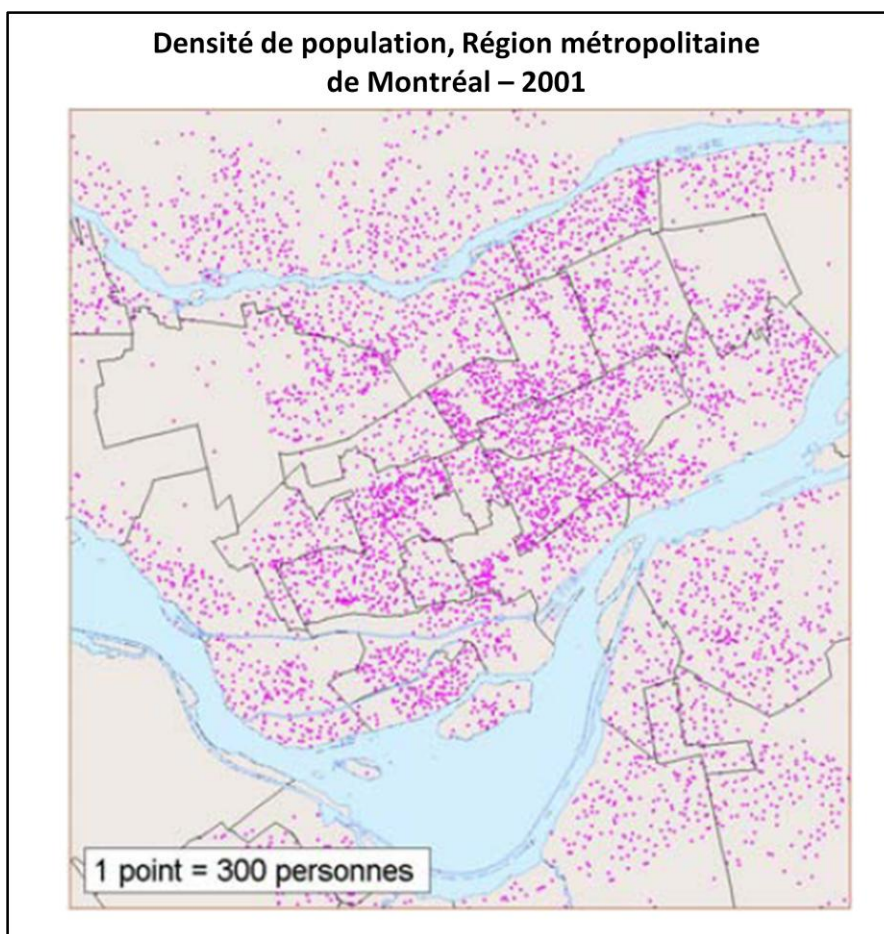 Densité de population, Région métropolitaine
de Montréal – 2001
1 point = 300 personnes